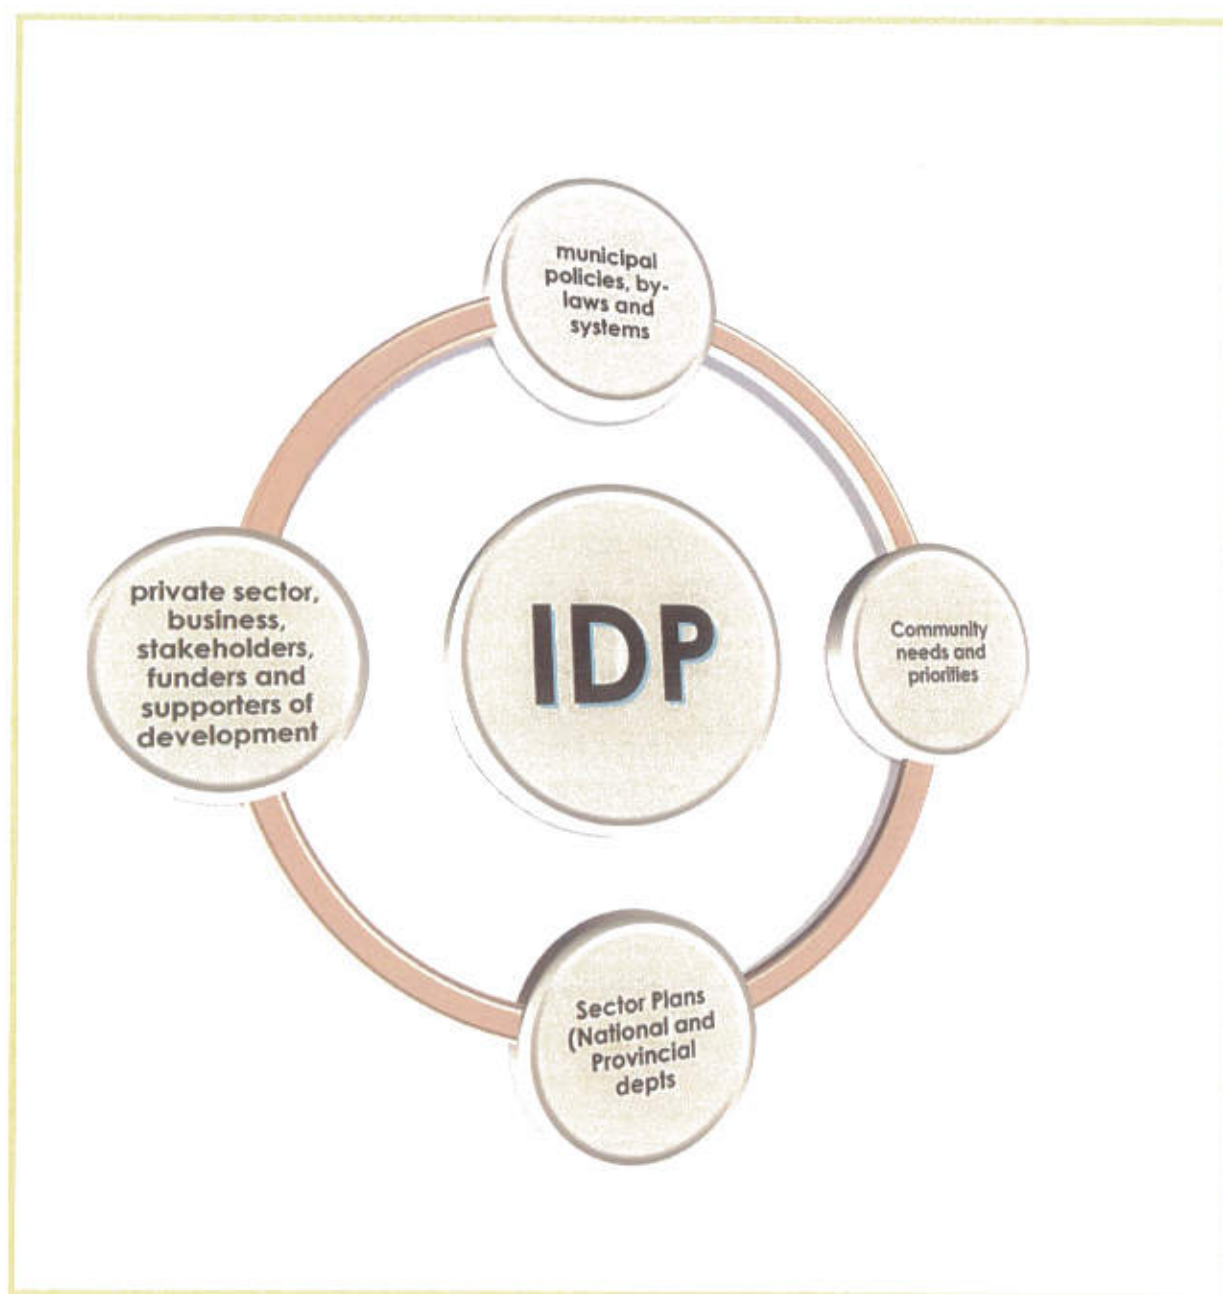 municipal
policies, by-
laws and
systems
private sector,
business,
stakeholders,
funders and
supporters of
development
IDP
Community
needs and
priorities
Sector Plans
(National and
Provincial
depts